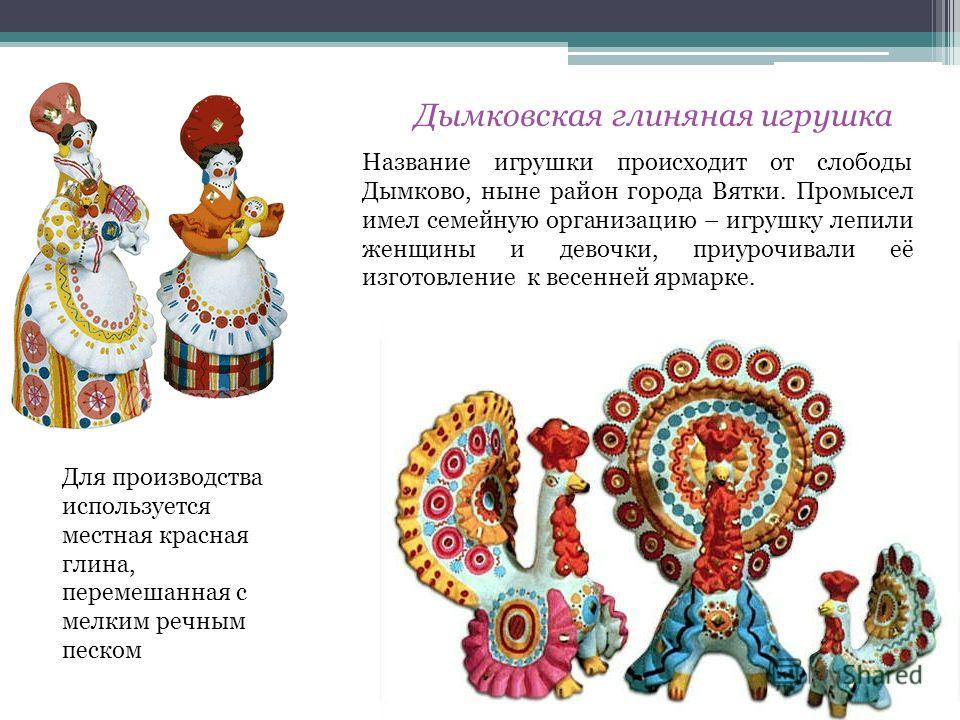 Дымковская глиняная игрушка
Название игрушки происходит от слободы
Дымково, ныне район города Вятки. Промысел
имел семейную организацию – игрушку лепили
женщины и девочки, приурочивали её
изготовление к весенней ярмарке.
Для производства
используется
местная красная
глина,
перемешанная с
мелким речным
песком
MyShared